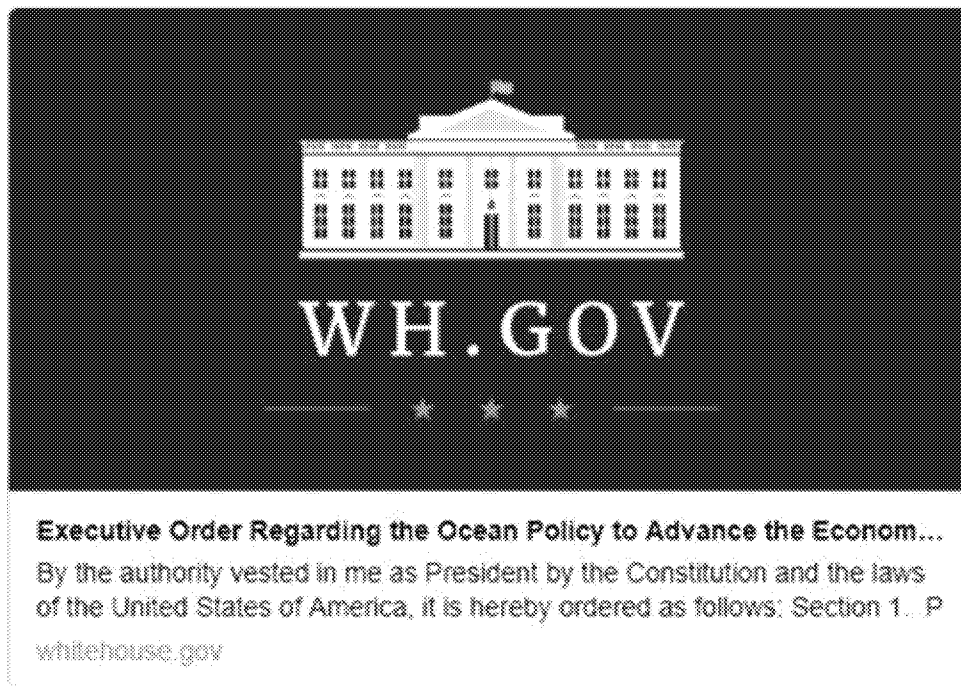 WH.GOV
Executive Order Regarding the Ocean Policy to Advance the Econom...
By the authority vested in me as President by the Constitution and the laws
of the United States of America, it is hereby ordered as follows: Section 1. P
whitehouse.gov